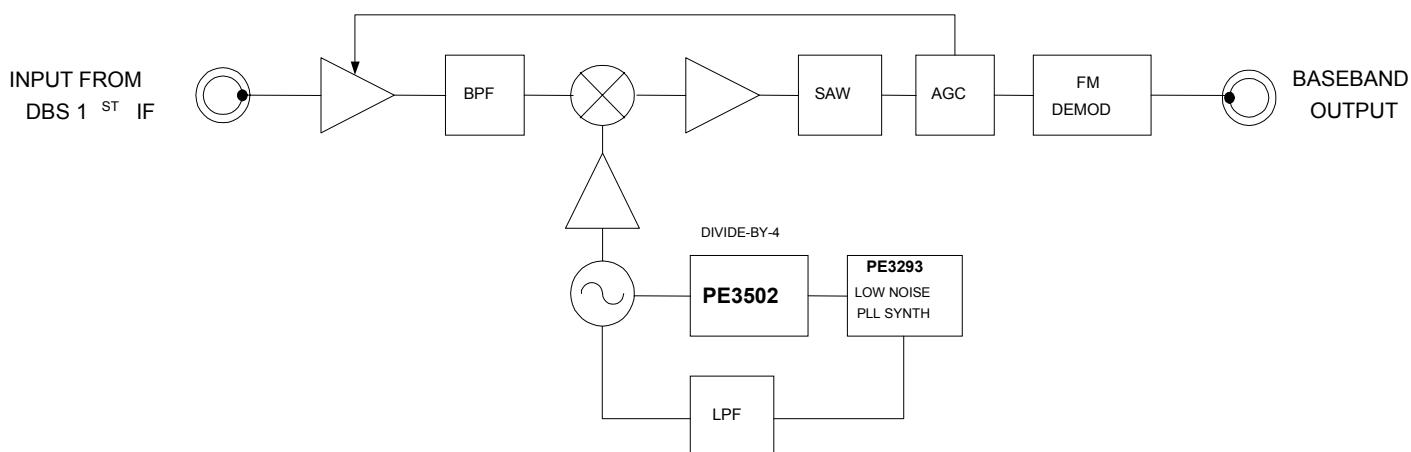 INPUT FROM
DBS 1 ST IF
BPF
SAW
AGC
FM
DEMOD
BASEBAND
OUTPUT
DIVIDE-BY-4
PE3502
PE3293
LOW NOISE
PLL SYNTH
LPF